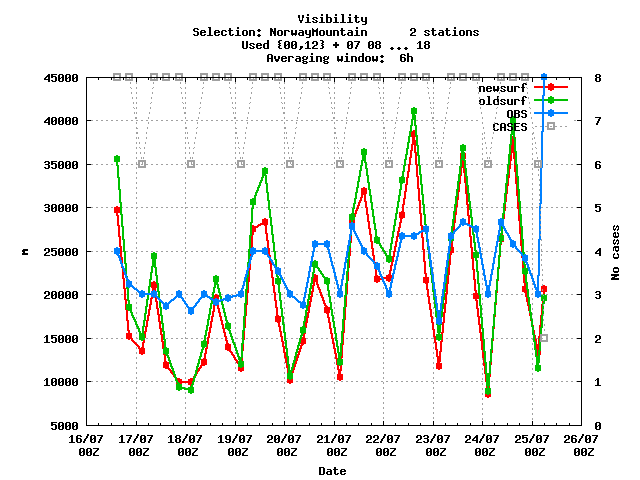 Visibility
Selection: NorwayMountain 2 stations
Used {00,12} + 07 08 ... 18
Averaging window: 6h
45000
40000
35000
30000
25000
20000
15000
10000
5000
m
newsurf
oldsurf
OBS
CASES
8
7
6
5
4
3
2
1
0
No cases
16/07 00Z
17/07 00Z
18/07 00Z
19/07 00Z
20/07 00Z
21/07 00Z
22/07 00Z
23/07 00Z
24/07 00Z
25/07 00Z
26/07 00Z
Date